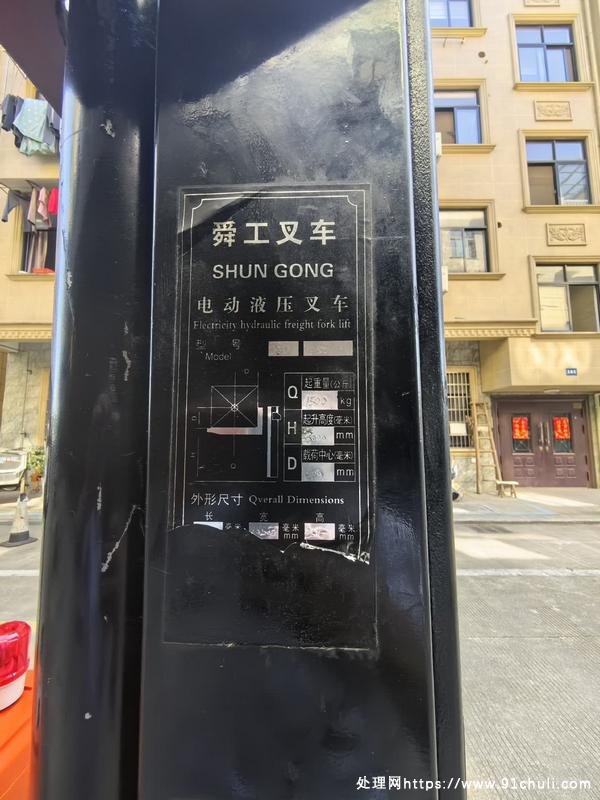 舜工叉车
SHUN GONG
电动液压叉车
Electricity hydraulic freight fork lift
型 号
Model
Q 起重量(公斤)
1500 kg
H 起升高度(毫米)
mm
D 载荷中心(毫米)
mm
外形尺寸 Qverall Dimensions
长 宽 高
毫米 毫米 毫米
mm mm mm
处理网https://www.91chuli.com